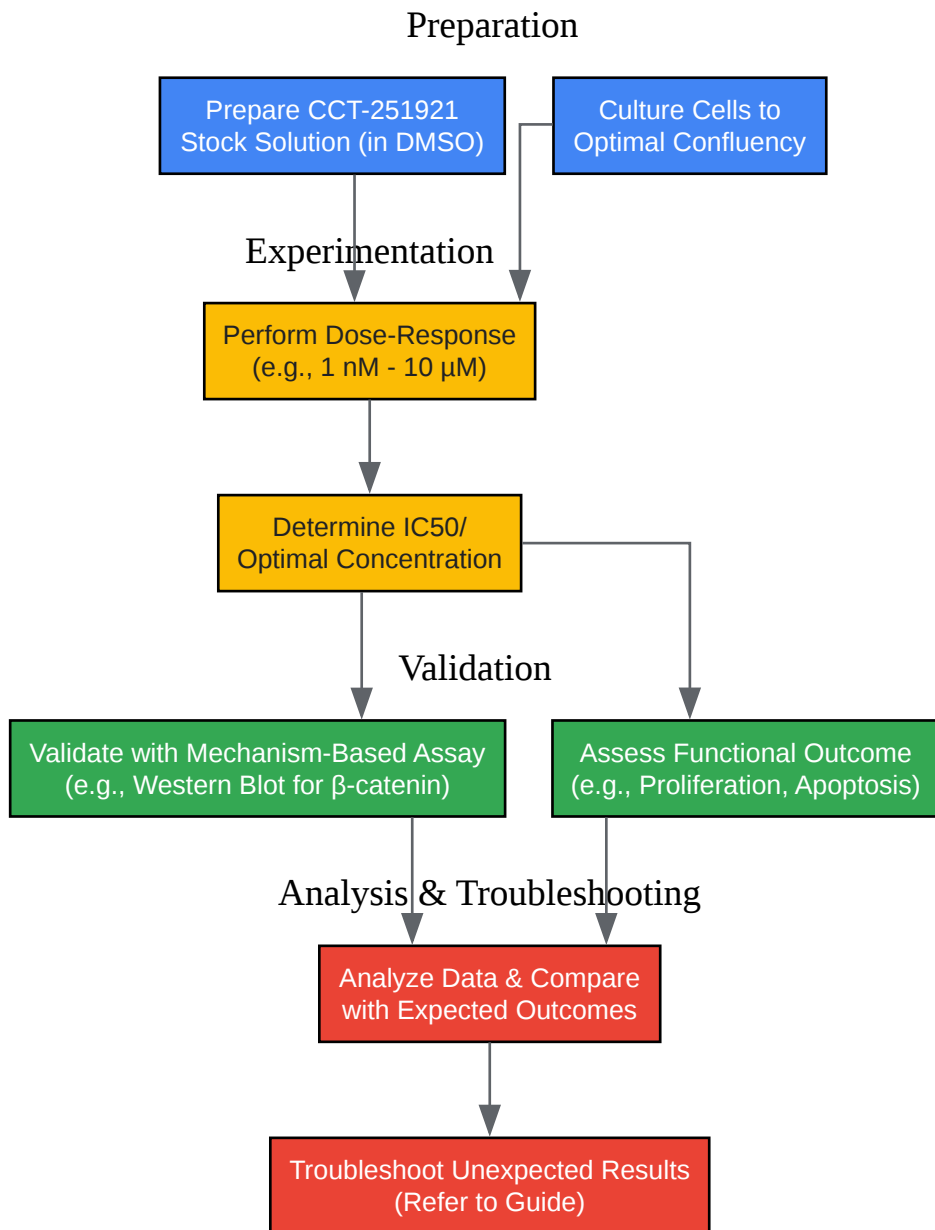 Preparation
Prepare CCT-251921
Stock Solution (in DMSO)
Culture Cells to
Optimal Confluency
Experimentation
Perform Dose-Response
(e.g., 1 nM - 10 µM)
Determine IC50/
Optimal Concentration
Validation
Validate with Mechanism-Based Assay
(e.g., Western Blot for β-catenin)
Assess Functional Outcome
(e.g., Proliferation, Apoptosis)
Analysis & Troubleshooting
Analyze Data & Compare
with Expected Outcomes
Troubleshoot Unexpected Results
(Refer to Guide)